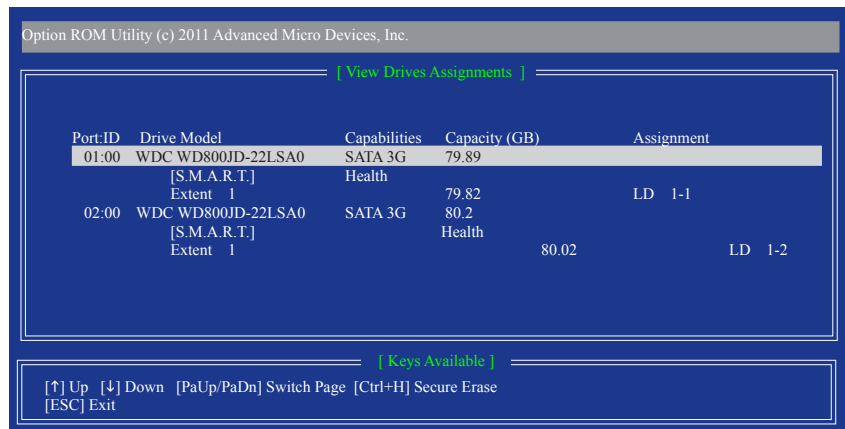 Option ROM Utility (c) 2011 Advanced Micro Devices, Inc.
[ View Drives Assignments ]
Port:ID Drive Model Capabilities Capacity (GB) Assignment
01:00 WDC WD800JD-22LSA0 SATA 3G 79.89
[S.M.A.R.T.] Health
Extent 1 79.82 LD 1-1
02:00 WDC WD800JD-22LSA0 SATA 3G 80.2
[S.M.A.R.T.] Health
Extent 1 80.02 LD 1-2
[ Keys Available ]
[↑] Up [↓] Down [PaUp/PaDn] Switch Page [Ctrl+H] Secure Erase
[ESC] Exit